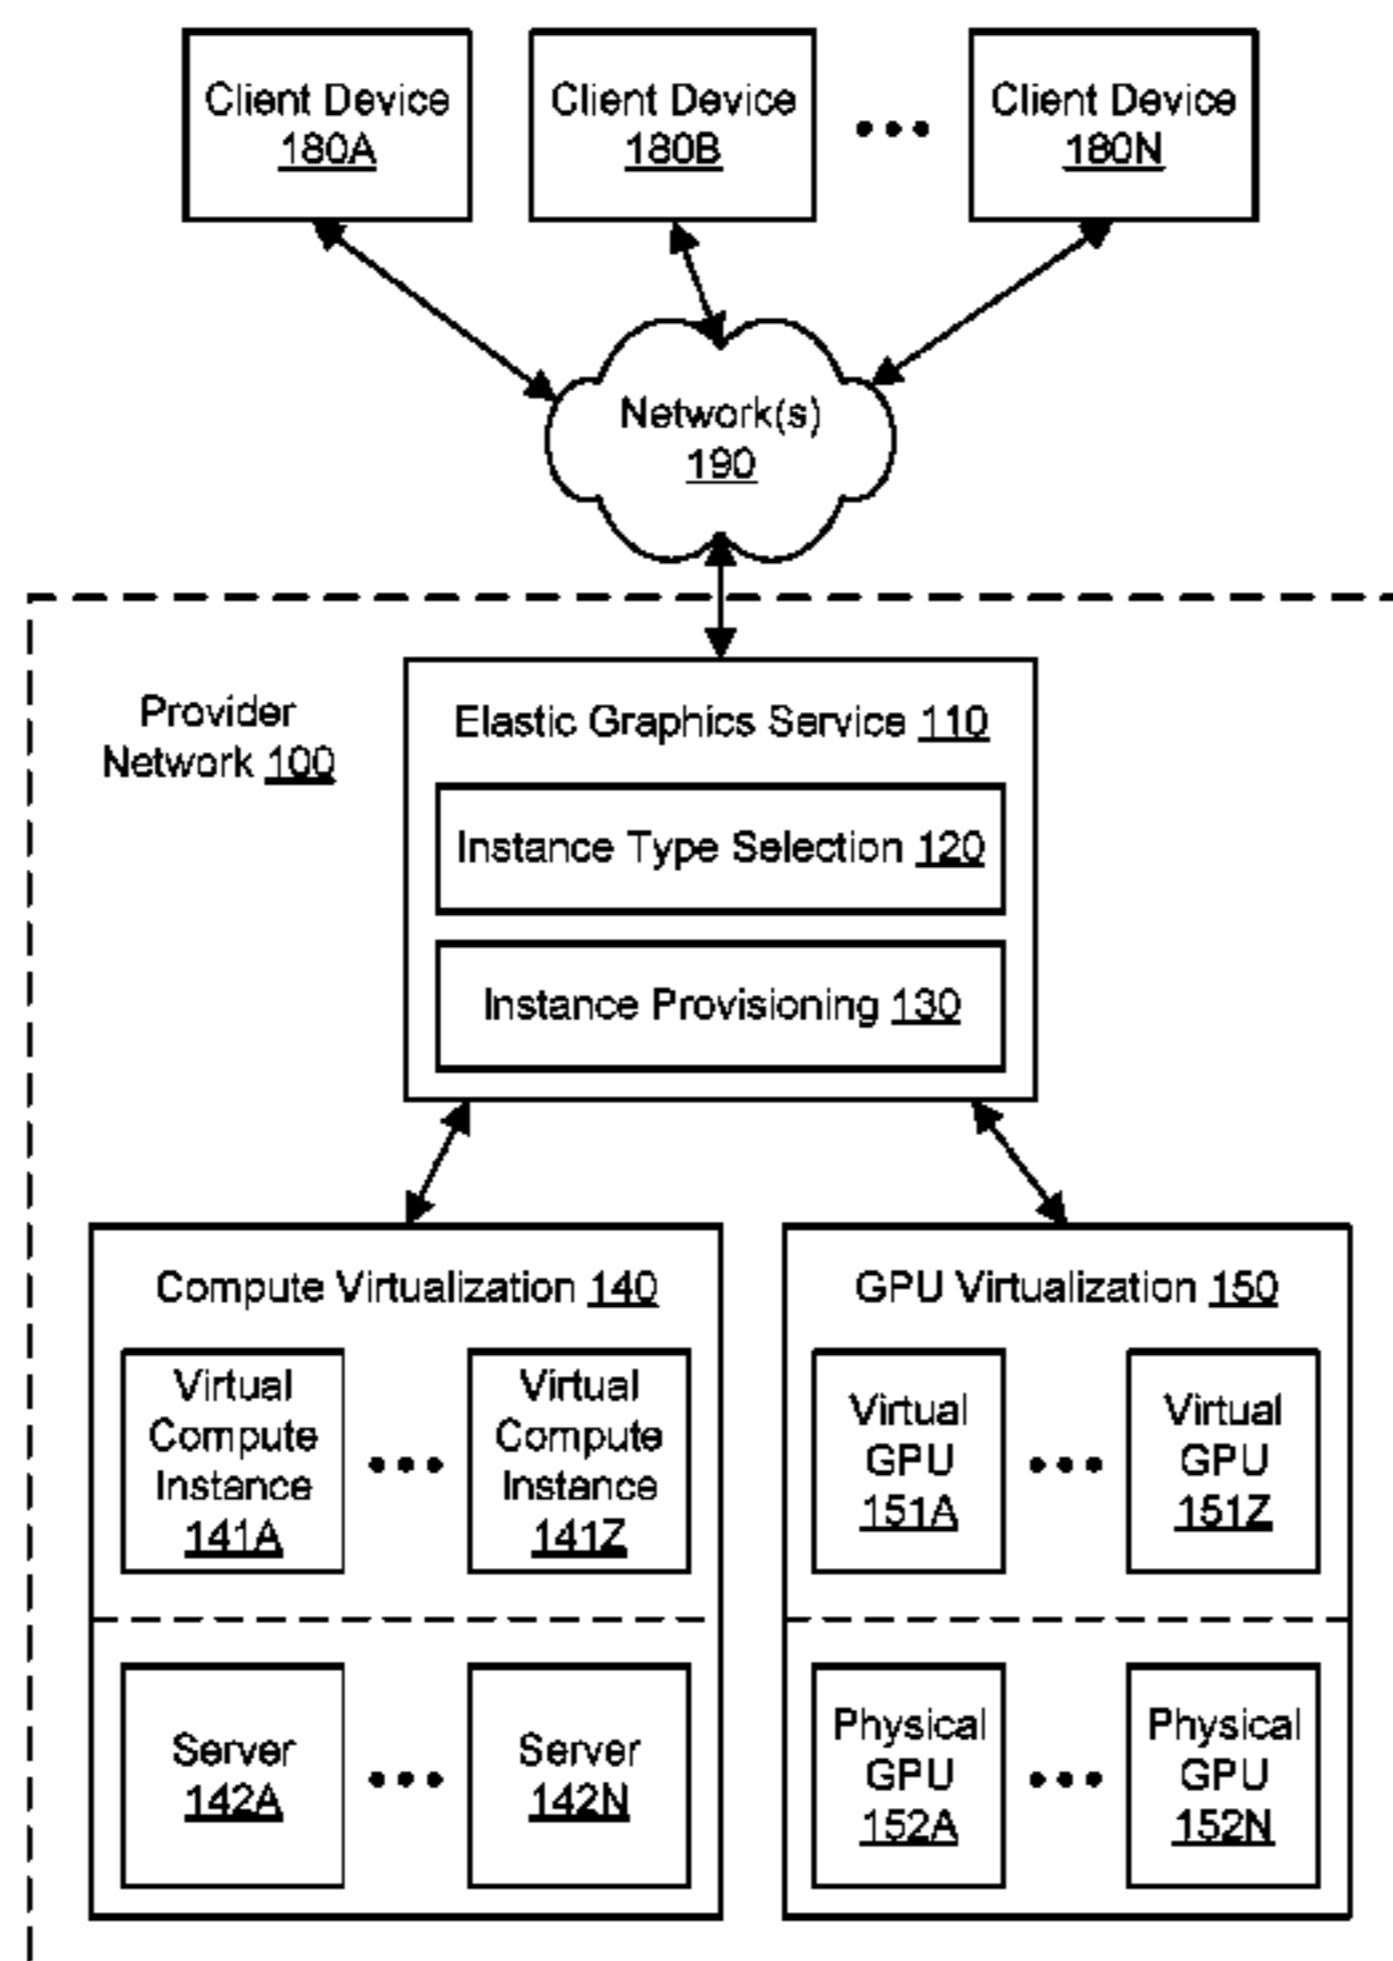 Client Device
180A
Client Device
180B
Client Device
180N
Network(s)
190
Provider
Network 100
Elastic Graphics Service 110
Instance Type Selection 120
Instance Provisioning 130
Compute Virtualization 140
Virtual
Compute
Instance
141A
Virtual
Compute
Instance
141Z
Server
142A
Server
142N
GPU Virtualization 150
Virtual
GPU
151A
Virtual
GPU
151Z
Physical
GPU
152A
Physical
GPU
152N